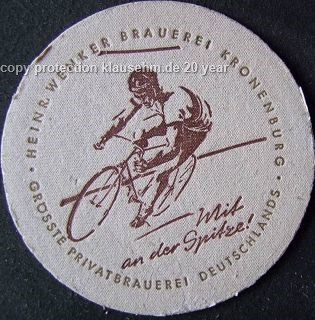 HEINR. WENKER BRAUEREI KRONENBURG ·
copy protection klausehm.de 20 year
Mit
an der Spitze!
· GRÖSSTE PRIVATBRAUEREI DEUTSCHLANDS ·